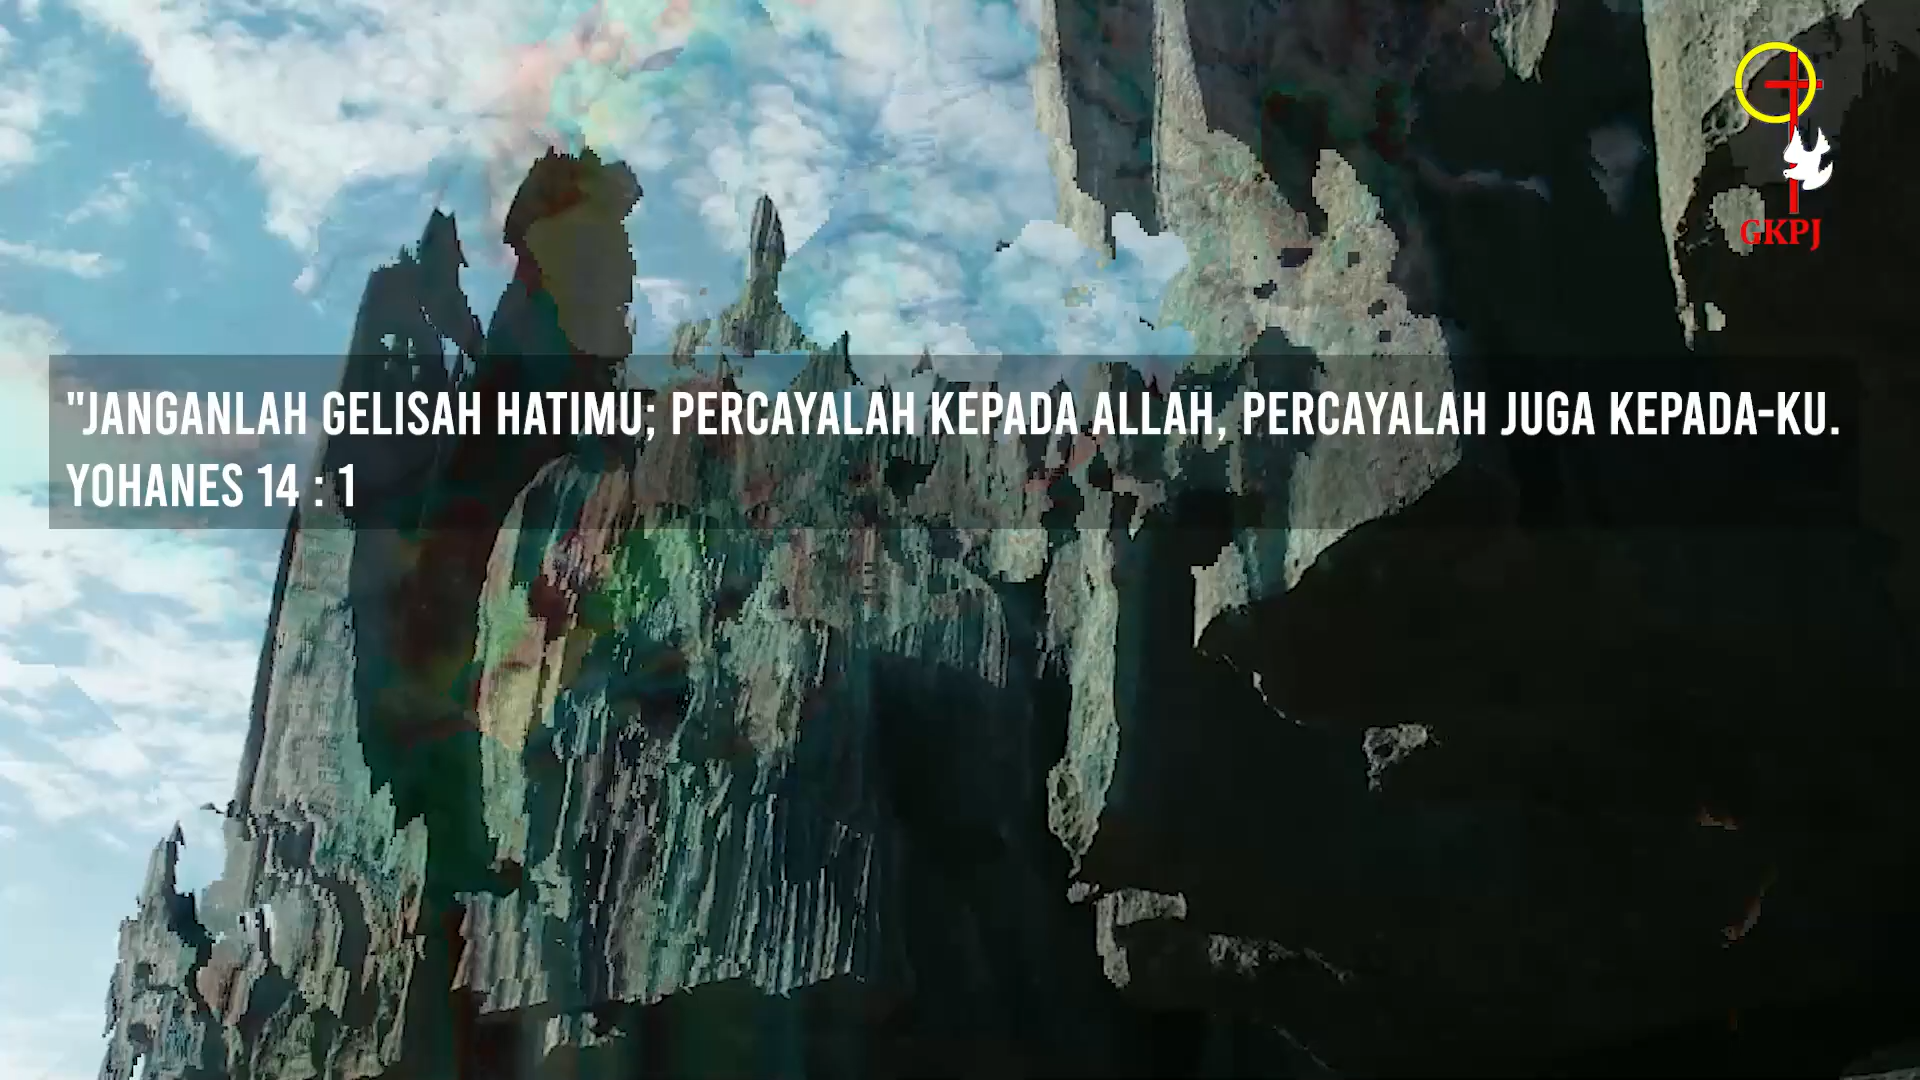 GKPJ
"JANGANLAH GELISAH HATIMU; PERCAYALAH KEPADA ALLAH, PERCAYALAH JUGA KEPADA-KU.
YOHANES 14 : 1